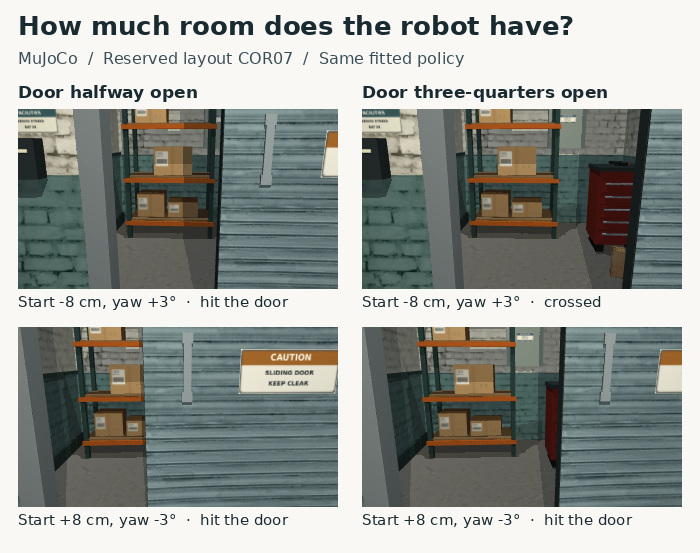 How much room does the robot have?
MuJoCo / Reserved layout COR07 / Same fitted policy
Door halfway open
Door three-quarters open
Start -8 cm, yaw +3° · hit the door
Start -8 cm, yaw +3° · crossed
CAUTION
SLIDING DOOR
KEEP CLEAR
Start +8 cm, yaw -3° · hit the door
Start +8 cm, yaw -3° · hit the door